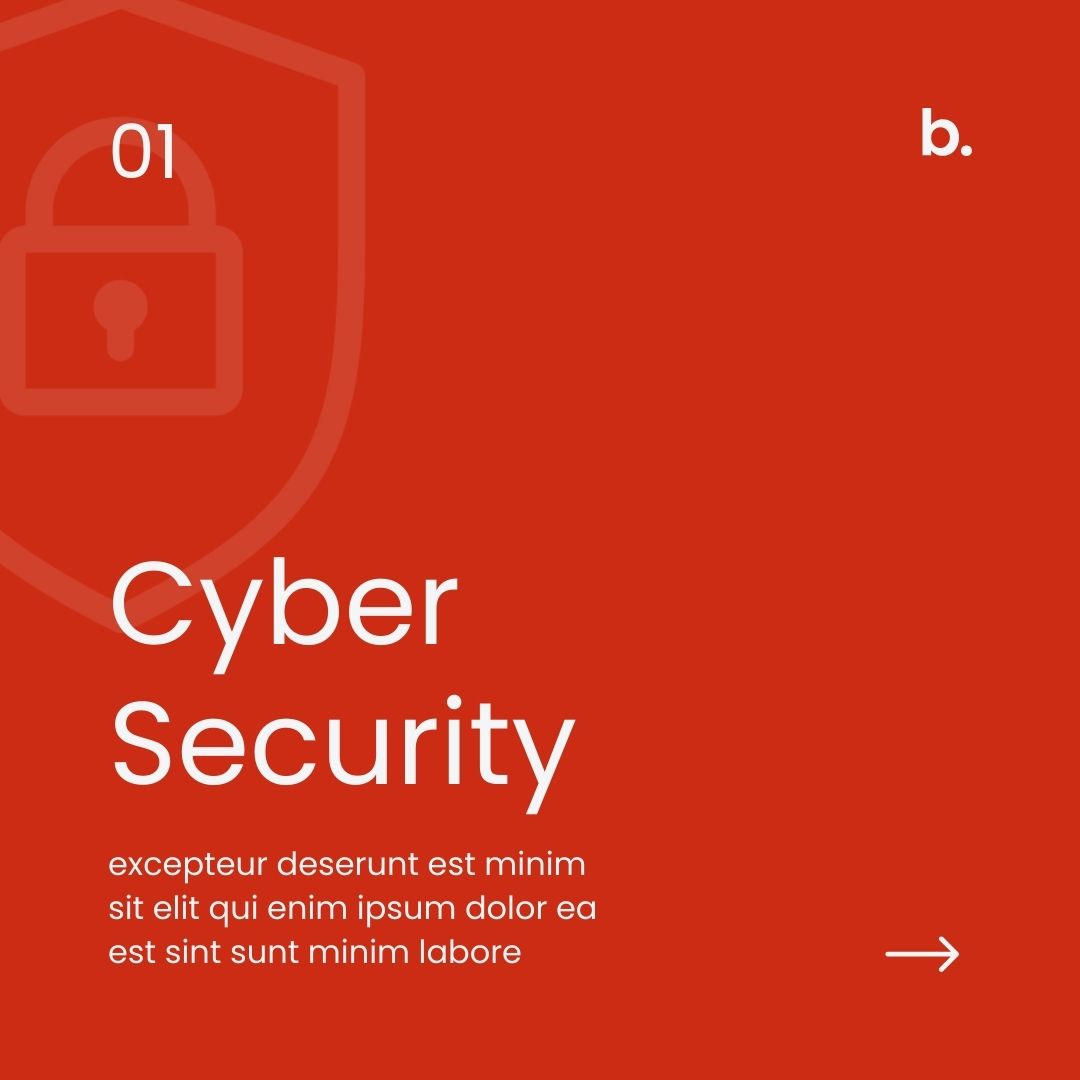 01
b.
Cyber
Security
excepteur deserunt est minim
sit elit qui enim ipsum dolor ea
est sint sunt minim labore